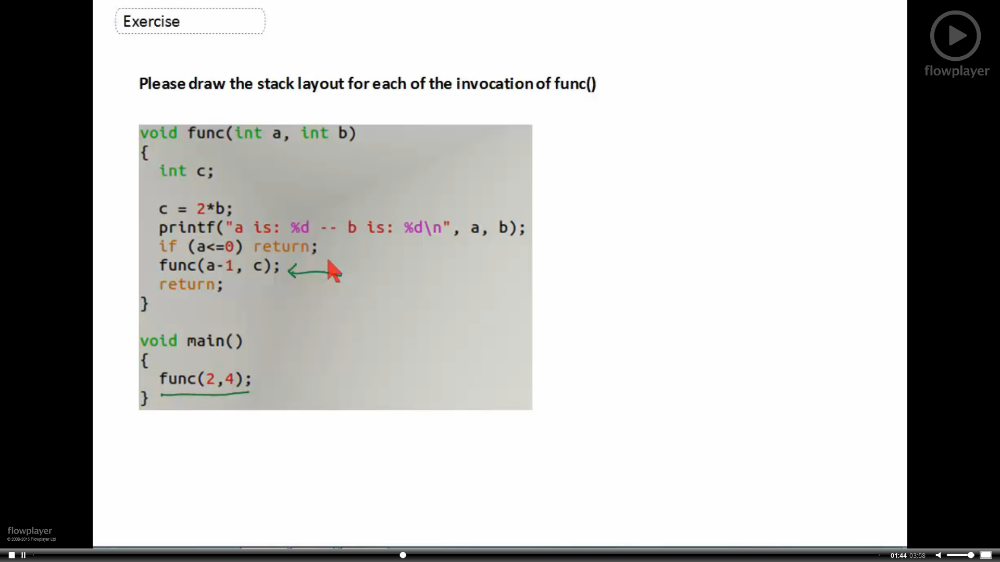 Exercise
flowplayer
Please draw the stack layout for each of the invocation of func()
void func(int a, int b)
{
  int c;
  c = 2*b;
  printf("a is: %d -- b is: %d\n", a, b);
  if (a<=0) return;
  func(a-1, c);
  return;
}
void main()
{
  func(2,4);
}
flowplayer
© 2008-2015 Flowplayer Ltd
01:44 03:58